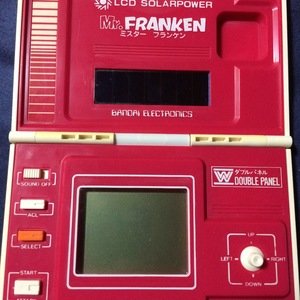 LCD SOLARPOWER
Mr. FRANKEN
ミスター フランケン
BANDAI ELECTRONICS
SOUND OFF
ACL
SELECT
START
W
ダブルパネル
DOUBLE PANEL
UP
LEFT
RIGHT
DOWN